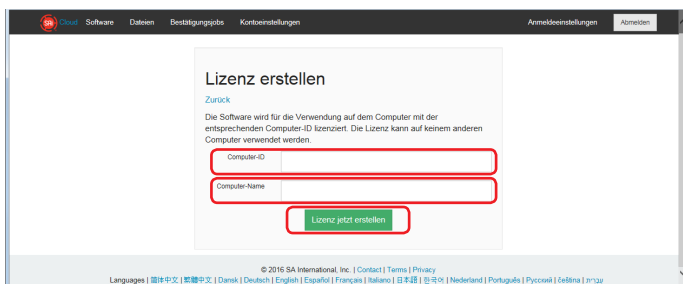 SAi Cloud Software Dateien Bestätigungsjobs Kontoeinstellungen Anmeldeeinstellungen Abmelden
Lizenz erstellen
Zurück
Die Software wird für die Verwendung auf dem Computer mit der
entsprechenden Computer-ID lizenziert. Die Lizenz kann auf keinem anderen
Computer verwendet werden.
Computer-ID
Computer-Name
Lizenz jetzt erstellen
© 2016 SA International, Inc. | Contact | Terms | Privacy
Languages | 简体中文 | 繁體中文 | Dansk | Deutsch | English | Español | Français | Italiano | 日本語 | 한국어 | Nederland | Português | Русский | čeština | עברית